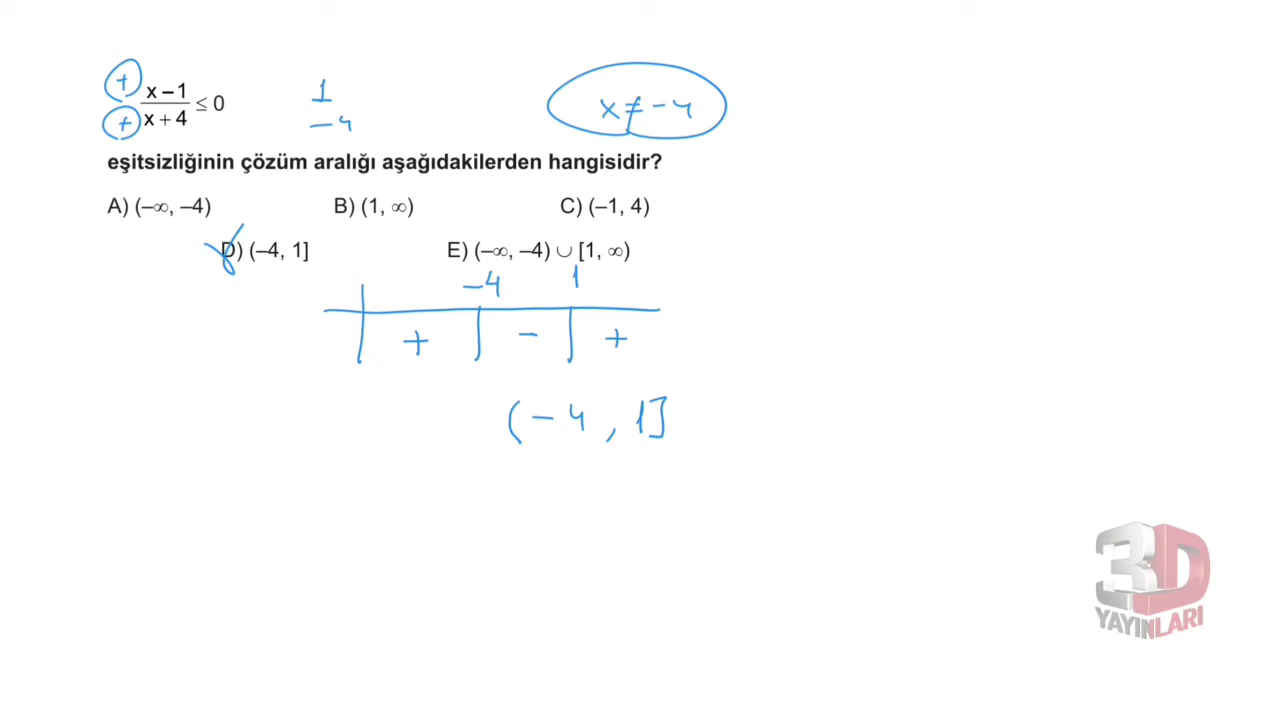 + x – 1 / x + 4 ≤ 0 1 x ≠ -4
+ -4
eşitsizliğinin çözüm aralığı aşağıdakilerden hangisidir?
A) (–∞, –4) B) (1, ∞) C) (–1, 4)
D) (–4, 1] E) (–∞, –4) ∪ [1, ∞)
-4 1
+ - +
(-4, 1]
3D
YAYINLARI